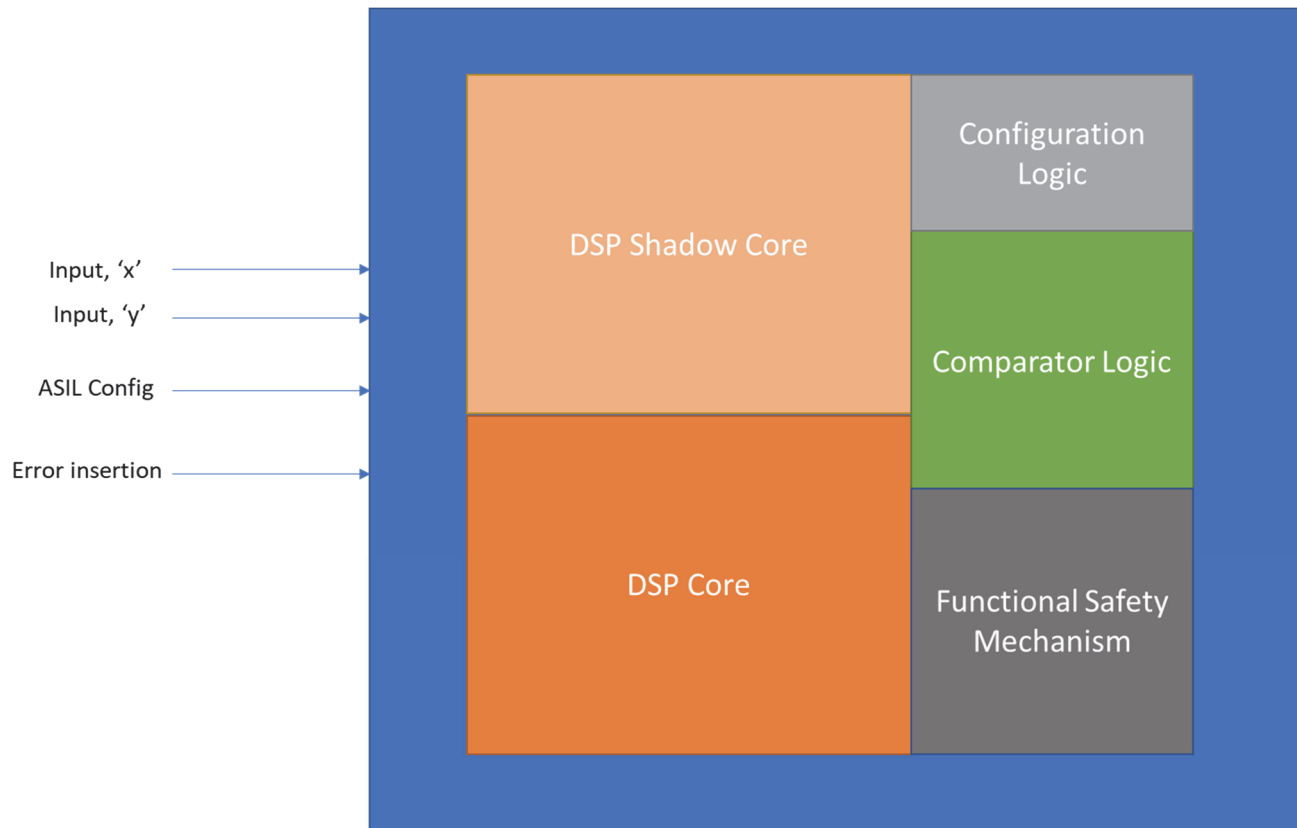 Input, ‘x’
Input, ‘y’
ASIL Config
Error insertion
DSP Shadow Core
DSP Core
Configuration
Logic
Comparator Logic
Functional Safety
Mechanism